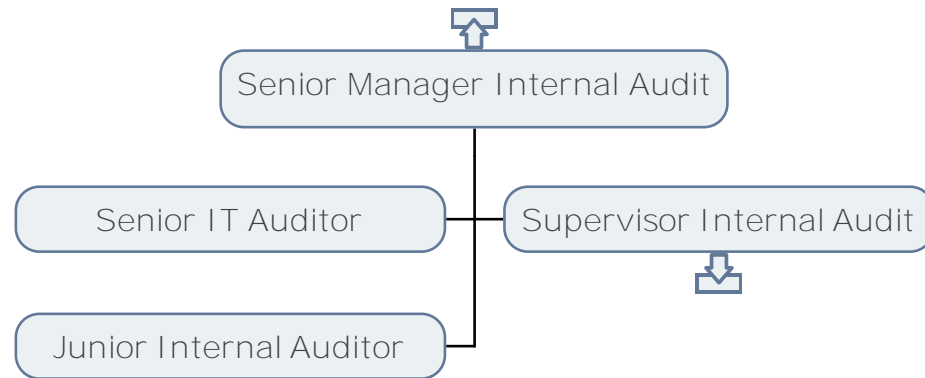 Senior Manager Internal Audit
Senior IT Auditor
Supervisor Internal Audit
Junior Internal Auditor